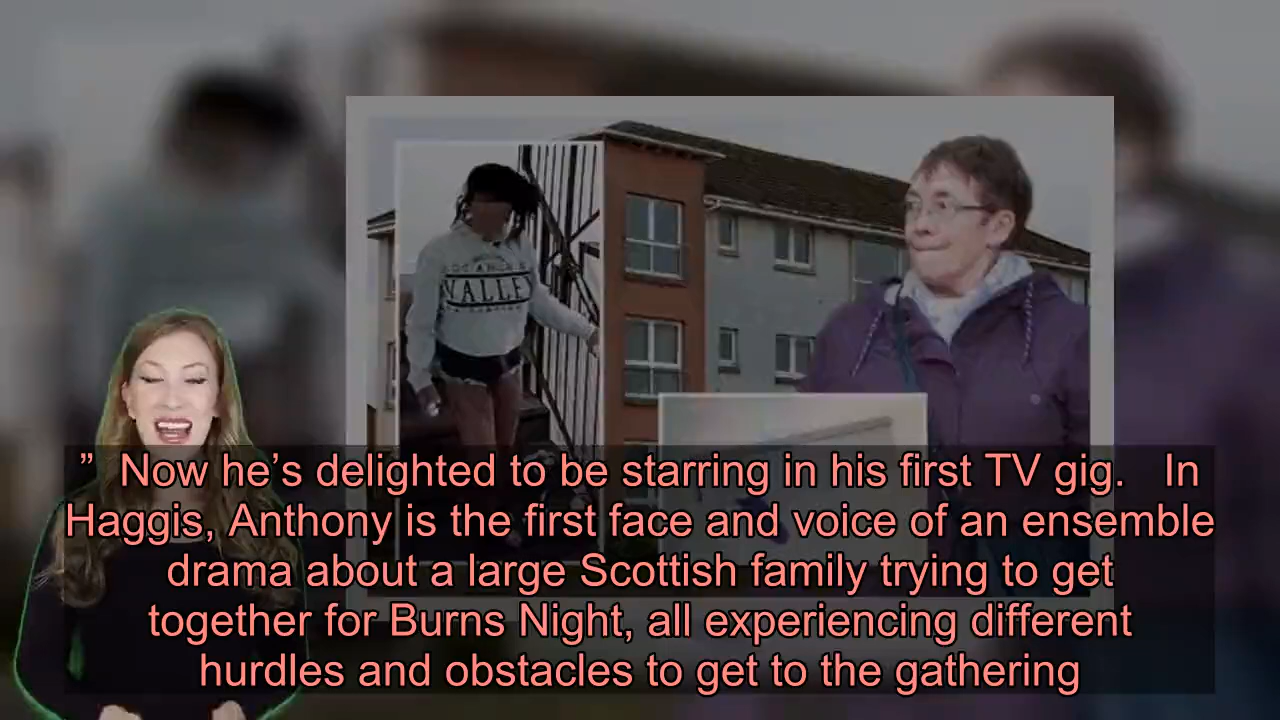 VALLEY
” Now he’s delighted to be starring in his first TV gig. In
Haggis, Anthony is the first face and voice of an ensemble
drama about a large Scottish family trying to get
together for Burns Night, all experiencing different
hurdles and obstacles to get to the gathering